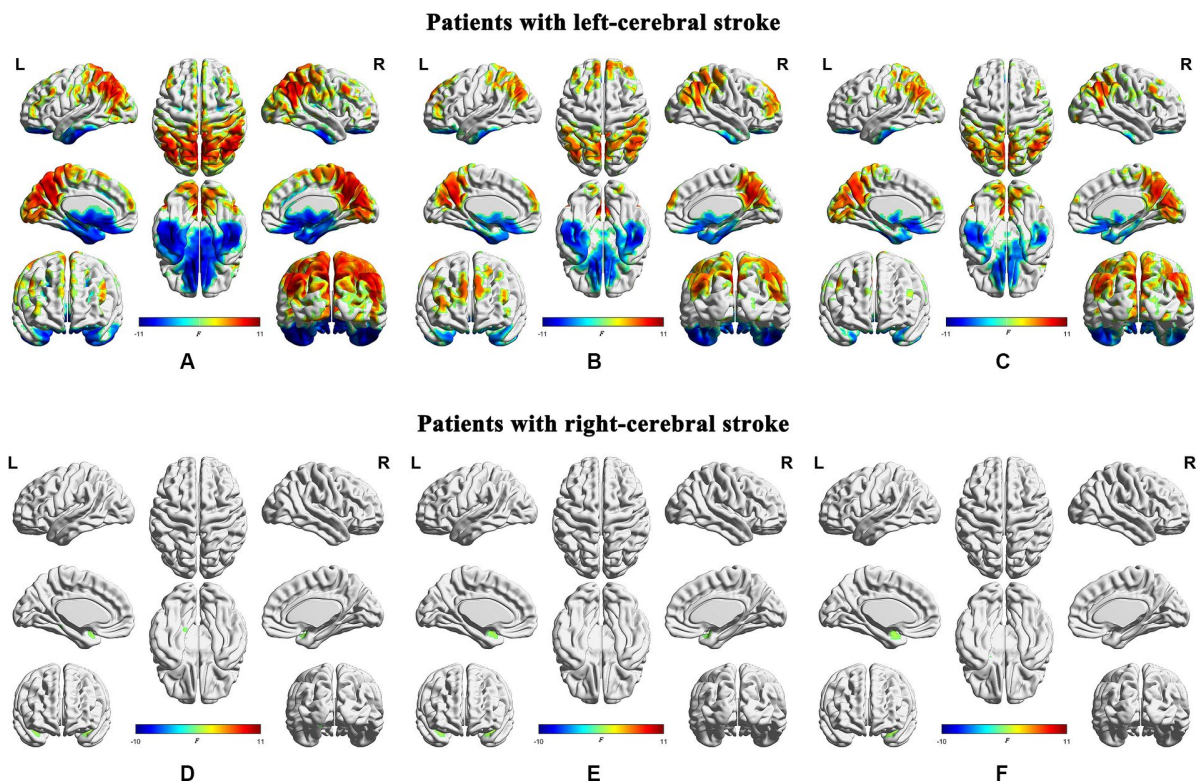 Patients with left-cerebral stroke
L R L R L R
-11 F 11 -11 F 11 -11 F 11
A B C
Patients with right-cerebral stroke
L R L R L R
-10 F 11 -10 F 11 -10 F 11
D E F